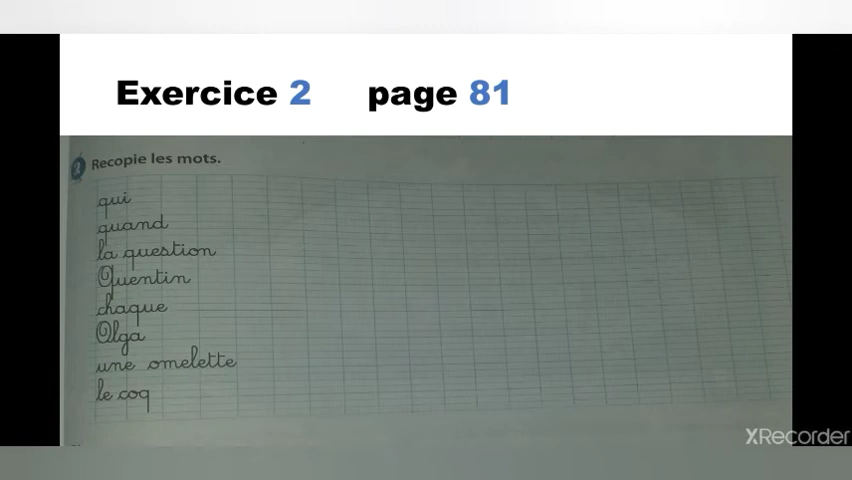 Exercice 2 page 81
2 Recopie les mots.
qui
quand
la question
Quentin
chaque
Olga
une omelette
le coq
XRecorder